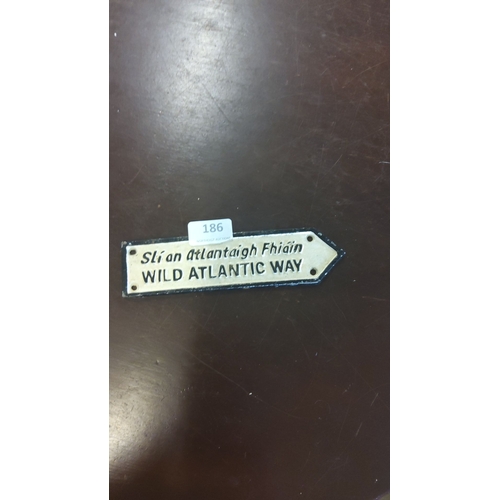 186
Slí an Atlantaigh Fhiáin
WILD ATLANTIC WAY